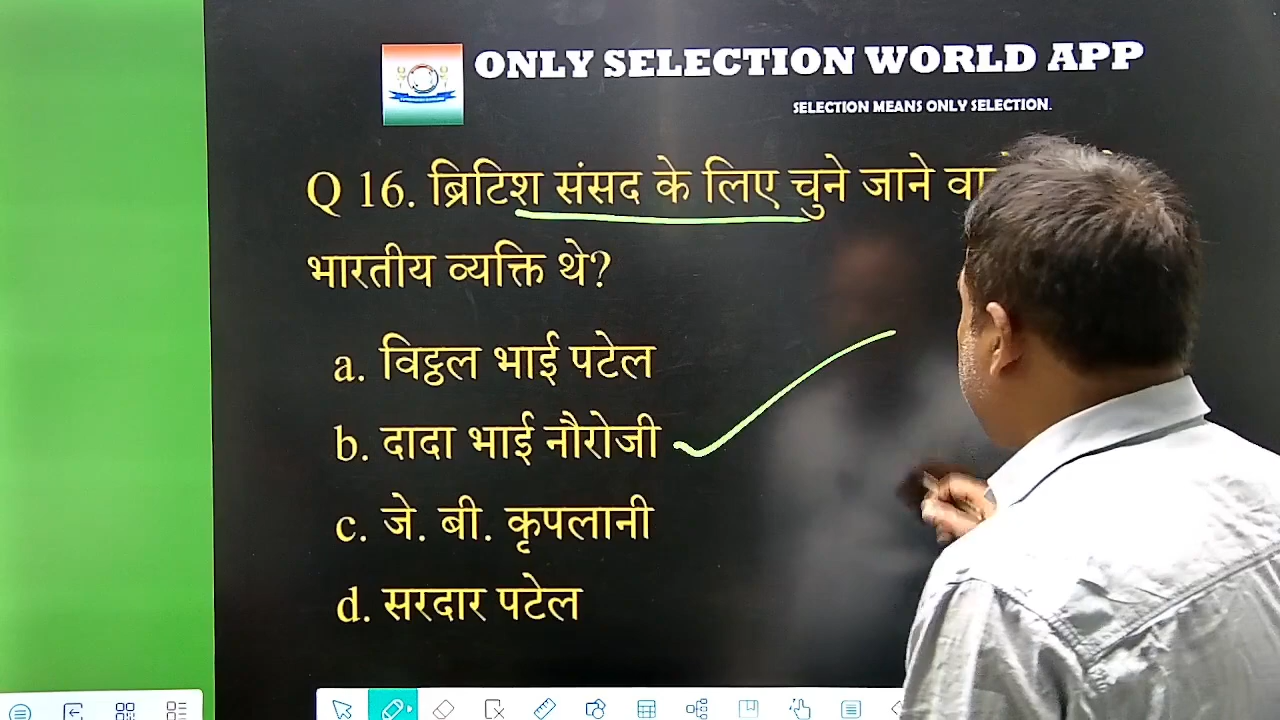 ONLY SELECTION WORLD APP
SELECTION MEANS ONLY SELECTION.
Q 16. ब्रिटिश संसद के लिए चुने जाने
भारतीय व्यक्ति थे?
a. विट्ठल भाई पटेल
b. दादा भाई नौरोजी
c. जे. बी. कृपलानी
d. सरदार पटेल